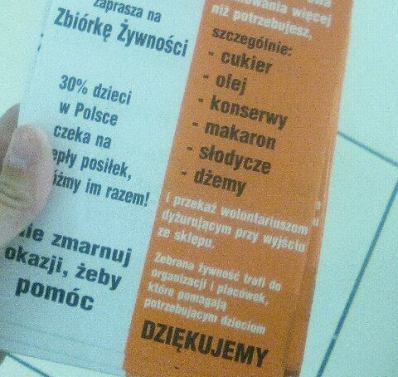 zaprasza na
Zbiórkę Żywności
30% dzieci
w Polsce
czeka na
posiłek,
im razem!
zmarnuj
okazji, żeby
pomóc
więcej
niż potrzebujesz,
szczególnie:
- cukier
- olej
- konserwy
- makaron
- słodycze
- dżemy
i przekaż wolontariuszom
dyżurującym przy wyjściu
ze sklepu.
Zebrana żywność trafi do
organizacji i placówek,
które pomagają
potrzebującym dzieciom
DZIĘKUJEMY